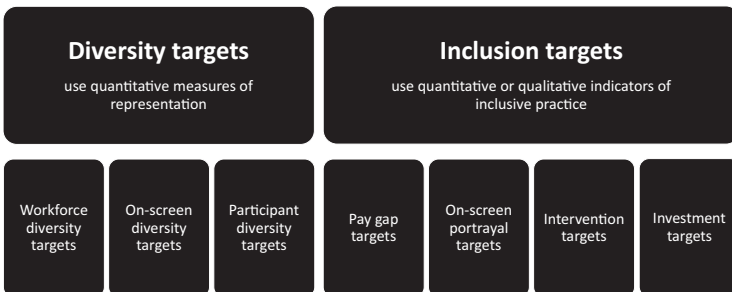 Diversity targets
use quantitative measures of
representation
Inclusion targets
use quantitative or qualitative indicators of
inclusive practice
Workforce
diversity
targets
On-screen
diversity
targets
Participant
diversity
targets
Pay gap
targets
On-screen
portrayal
targets
Intervention
targets
Investment
targets